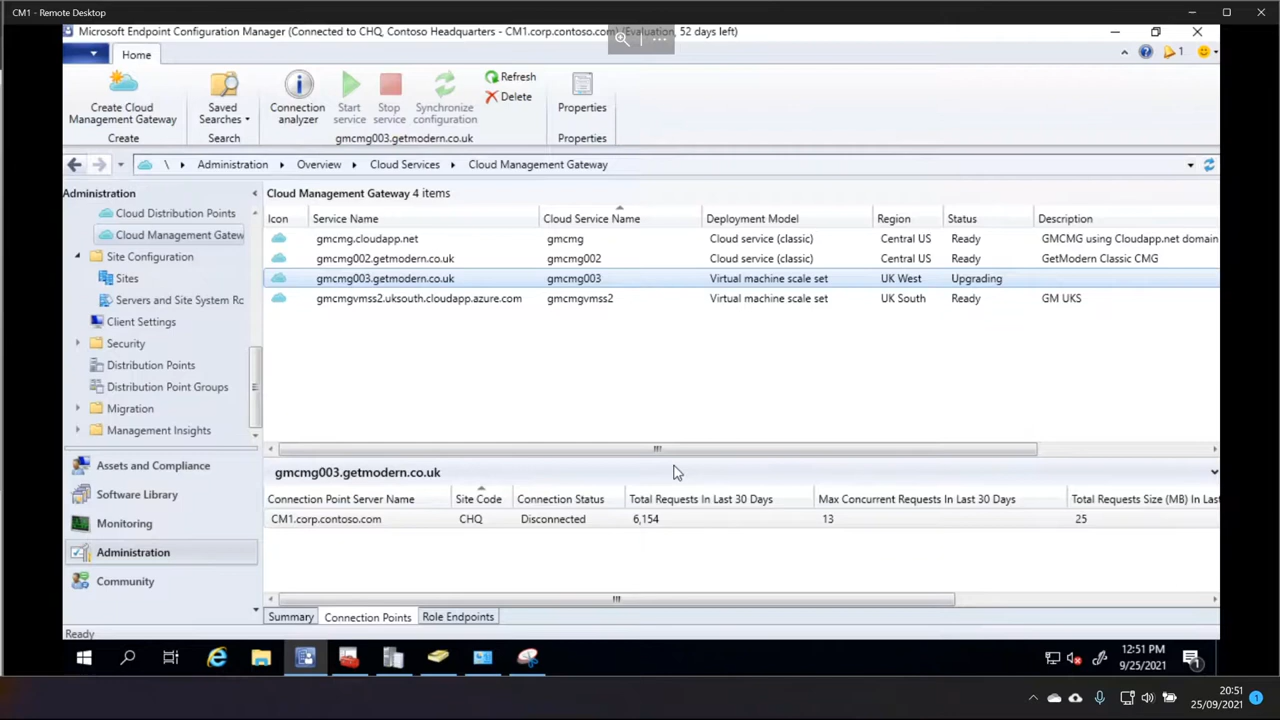 CM1 - Remote Desktop
Microsoft Endpoint Configuration Manager (Connected to CHQ, Contoso Headquarters - CM1.corp.contoso.com) (Evaluation, 52 days left)
Home
1
Create Cloud
Management Gateway
Saved
Searches
Connection
analyzer
Start
service
Stop
service
Synchronize
configuration
Refresh
Delete
Properties
Create
Search
gmcmg003.getmodern.co.uk
Properties
\ Administration Overview Cloud Services Cloud Management Gateway
Administration
Cloud Distribution Points
Cloud Management Gatew
Site Configuration
Sites
Servers and Site System Rc
Client Settings
Security
Distribution Points
Distribution Point Groups
Migration
Management Insights
Assets and Compliance
Software Library
Monitoring
Administration
Community
Cloud Management Gateway 4 items
Icon Service Name Cloud Service Name Deployment Model Region Status Description
gmcmg.cloudapp.net gmcmg Cloud service (classic) Central US Ready GMCMG using Cloudapp.net domain
gmcmg002.getmodern.co.uk gmcmg002 Cloud service (classic) Central US Ready GetModern Classic CMG
gmcmg003.getmodern.co.uk gmcmg003 Virtual machine scale set UK West Upgrading
gmcmgvmss2.uksouth.cloudapp.azure.com gmcmgvmss2 Virtual machine scale set UK South Ready GM UKS
gmcmg003.getmodern.co.uk
Connection Point Server Name Site Code Connection Status Total Requests In Last 30 Days Max Concurrent Requests In Last 30 Days Total Requests Size (MB) In Last
CM1.corp.contoso.com CHQ Disconnected 6,154 13 25
Summary Connection Points Role Endpoints
Ready
12:51 PM
9/25/2021
1
20:51
25/09/2021
1